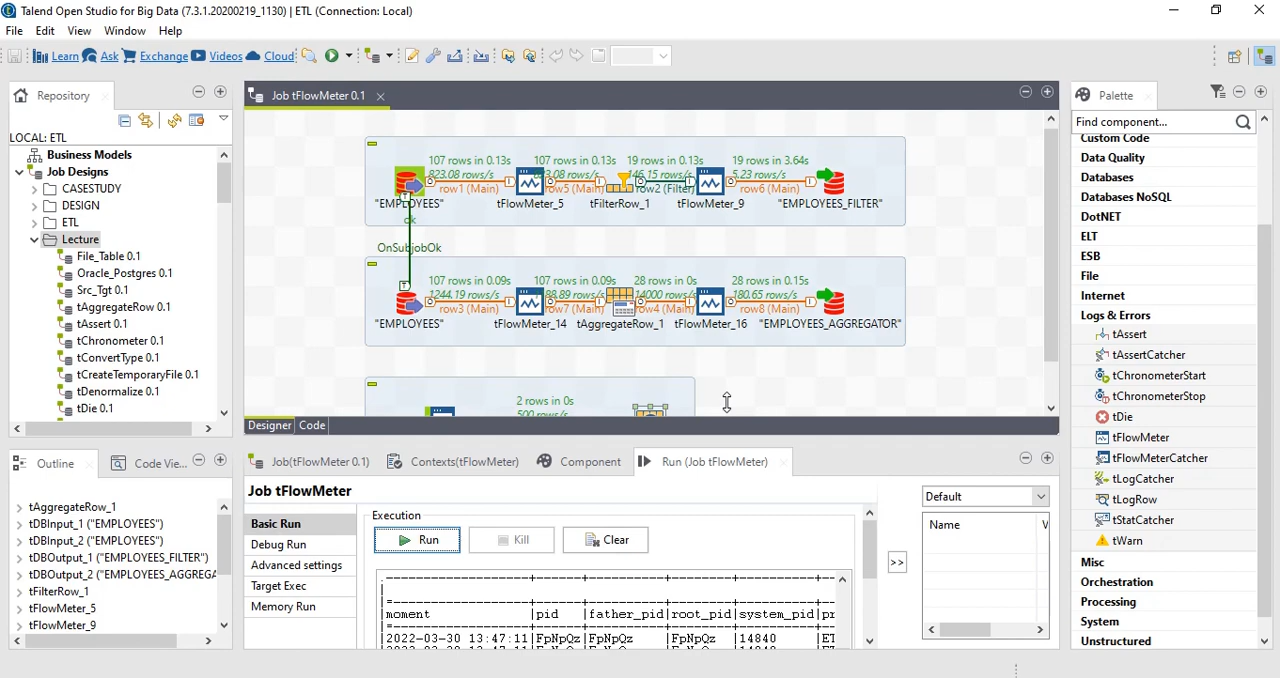 Talend Open Studio for Big Data (7.3.1.20200219_1130) | ETL (Connection: Local)
File Edit View Window Help
Learn Ask Exchange Videos Cloud
Repository
LOCAL: ETL
Business Models
Job Designs
CASESTUDY
DESIGN
ETL
Lecture
File_Table 0.1
Oracle_Postgres 0.1
Src_Tgt 0.1
tAggregateRow 0.1
tAssert 0.1
tChronometer 0.1
tConvertType 0.1
tCreateTemporaryFile 0.1
tDenormalize 0.1
tDie 0.1
Job tFlowMeter 0.1
107 rows in 0.13s 107 rows in 0.13s 19 rows in 0.13s 19 rows in 3.64s
823.08 rows/s 146.15 rows/s 5.23 rows/s
row1 (Main) row5 (Main) row2 (Filter) row6 (Main)
"EMPLOYEES" tFlowMeter_5 tFilterRow_1 tFlowMeter_9 "EMPLOYEES_FILTER"
ok
OnSubjobOk
107 rows in 0.09s 107 rows in 0.09s 28 rows in 0s 28 rows in 0.15s
1244.19 rows/s 180.65 rows/s
row3 (Main) row7 (Main) row4 (Main) row8 (Main)
"EMPLOYEES" tFlowMeter_14 tAggregateRow_1 tFlowMeter_16 "EMPLOYEES_AGGREGATOR"
2 rows in 0s
500 rows/s
Designer Code
Palette
Find component...
Custom Code
Data Quality
Databases
Databases NoSQL
DotNET
ELT
ESB
File
Internet
Logs & Errors
tAssert
tAssertCatcher
tChronometerStart
tChronometerStop
tDie
tFlowMeter
tFlowMeterCatcher
tLogCatcher
tLogRow
tStatCatcher
tWarn
Misc
Orchestration
Processing
System
Unstructured
Outline Code Vie...
tAggregateRow_1
tDBInput_1 ("EMPLOYEES")
tDBInput_2 ("EMPLOYEES")
tDBOutput_1 ("EMPLOYEES_FILTER")
tDBOutput_2 ("EMPLOYEES_AGGREGA
tFilterRow_1
tFlowMeter_5
tFlowMeter_9
Job(tFlowMeter 0.1) Contexts(tFlowMeter) Component Run (Job tFlowMeter)
Job tFlowMeter
Basic Run
Debug Run
Advanced settings
Target Exec
Memory Run
Execution
Run Kill Clear
moment |pid |father_pid|root_pid|system_pid|pr
2022-03-30 13:47:11|FpNpQz|FpNpQz |FpNpQz |14840 |ET
>>
Default
Name V